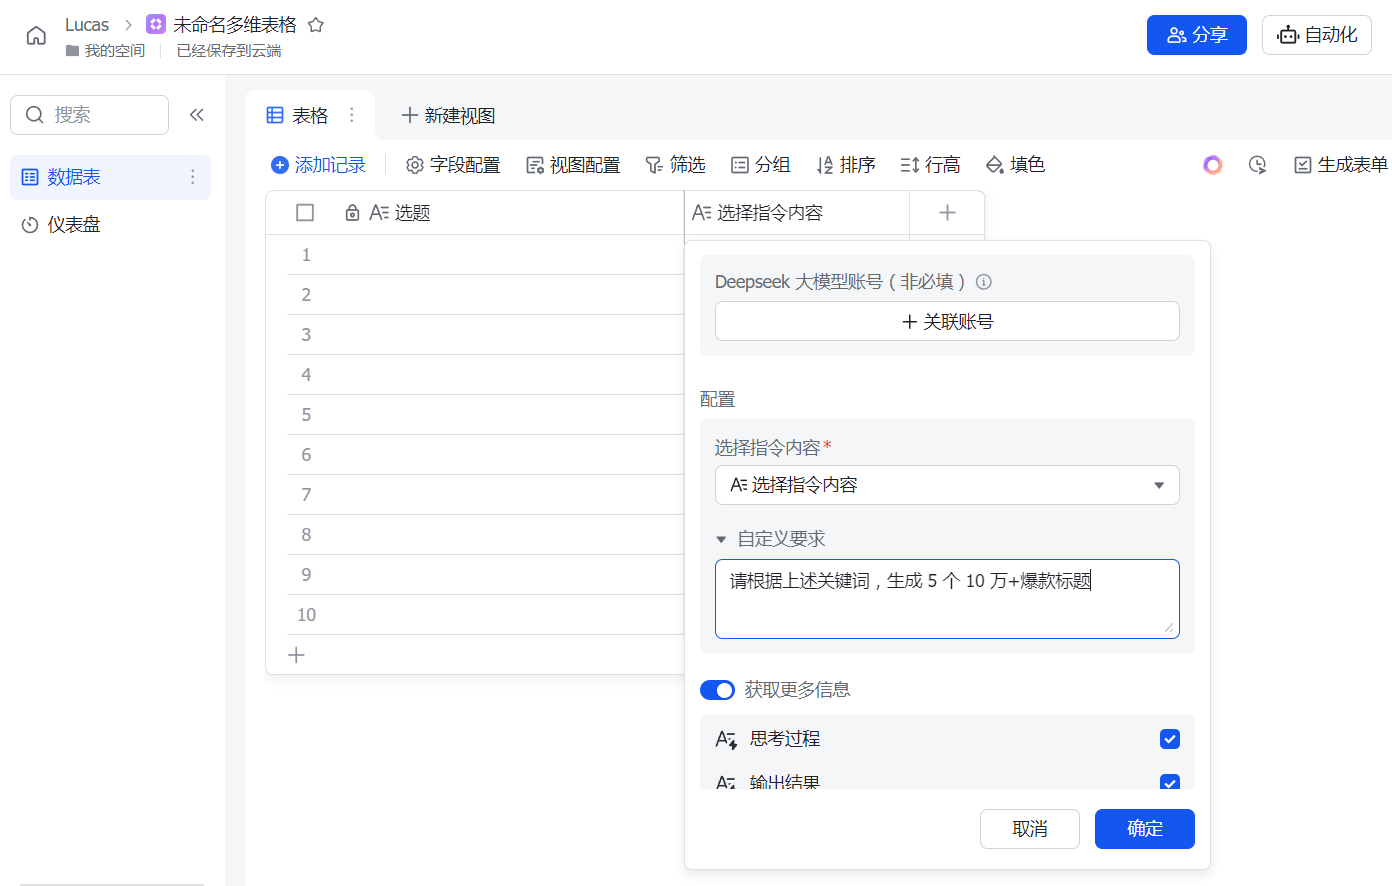 Lucas
未命名多维表格
我的空间
已经保存到云端
分享
自动化
搜索
数据表
仪表盘
表格
新建视图
添加记录
字段配置
视图配置
筛选
分组
排序
行高
填色
生成表单
选题
选择指令内容
1
2
3
4
5
6
7
8
9
10
Deepseek 大模型账号（非必填）
关联账号
配置
选择指令内容*
选择指令内容
自定义要求
请根据上述关键词，生成 5 个 10 万+爆款标题
获取更多信息
思考过程
输出结果
取消
确定